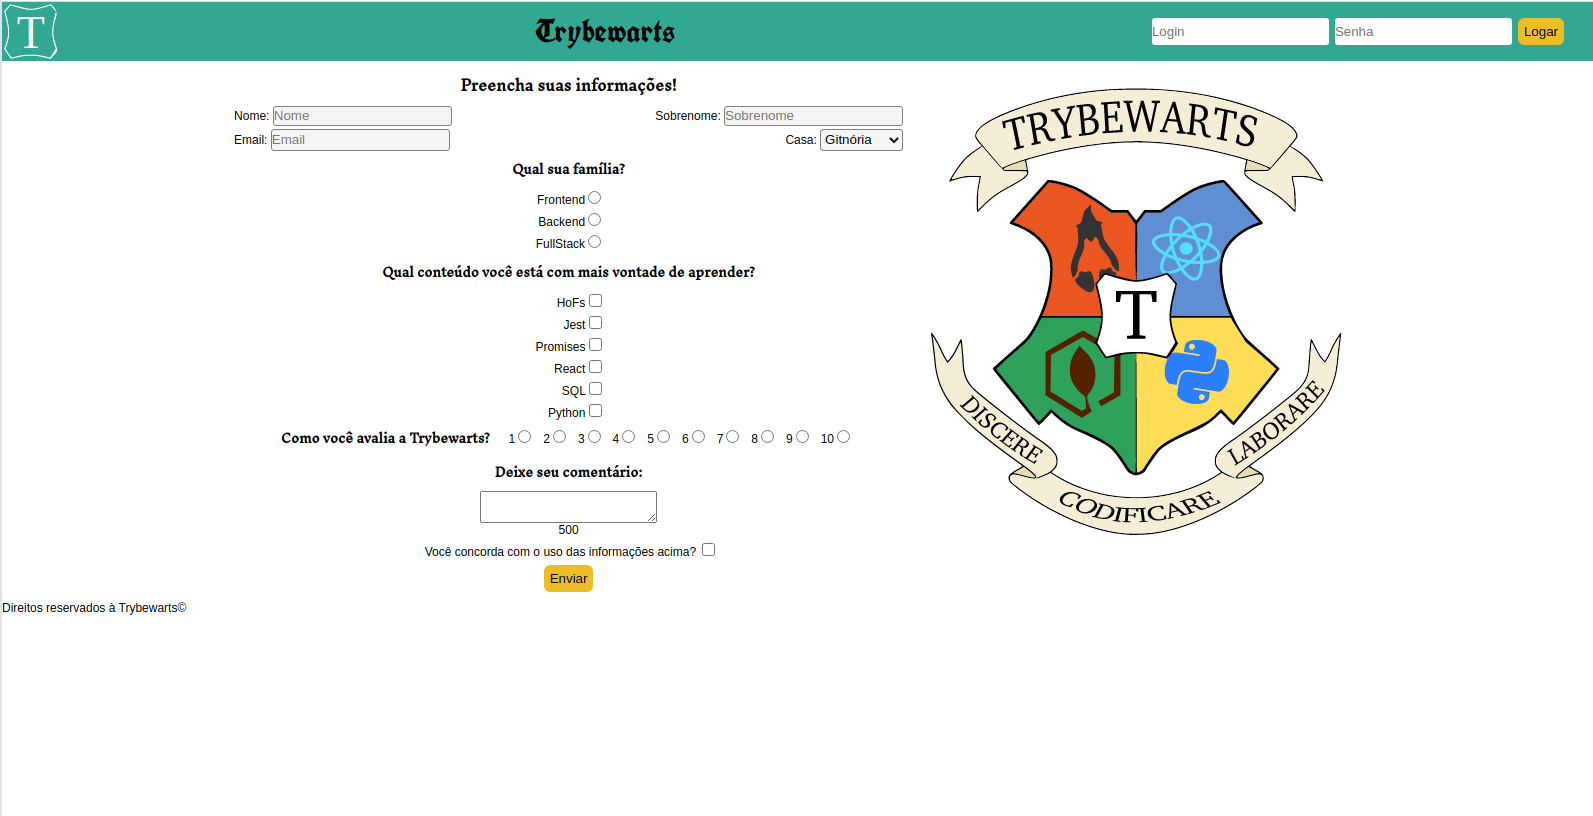 T
Trybewarts
Login Senha Logar
Preencha suas informações!
Nome: Nome Sobrenome: Sobrenome
Email: Email Casa: Gitnória
Qual sua família?
Frontend
Backend
FullStack
Qual conteúdo você está com mais vontade de aprender?
HoFs
Jest
Promises
React
SQL
Python
Como você avalia a Trybewarts? 1 2 3 4 5 6 7 8 9 10
Deixe seu comentário:
500
Você concorda com o uso das informações acima?
Enviar
TRYBEWARTS
T
DISCERE
CODIFICARE
LABORARE
Direitos reservados à Trybewarts©